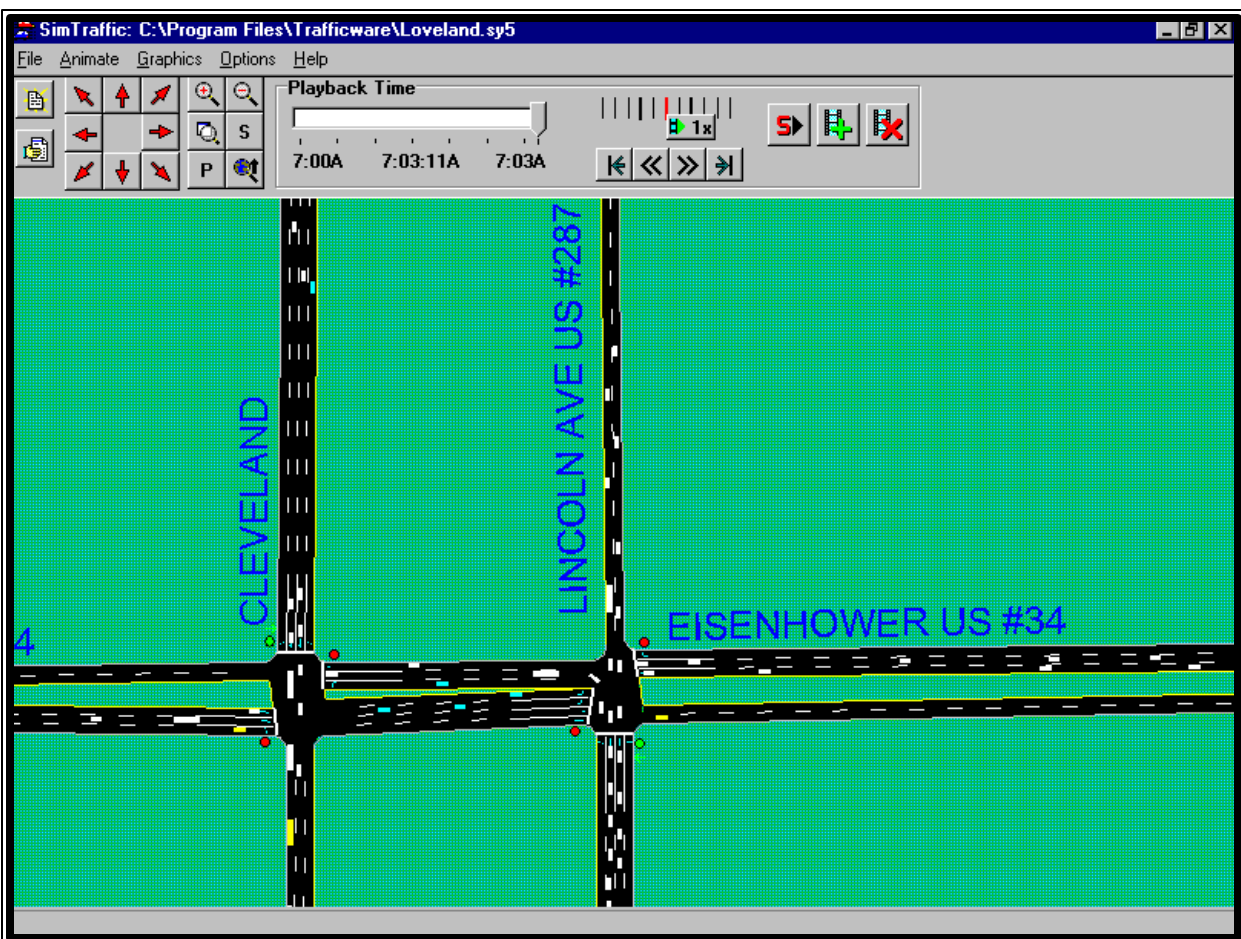 SimTraffic: C:\Program Files\Trafficware\Loveland.sy5
File Animate Graphics Options Help
Playback Time
1x
S
S
P
7:00A 7:03:11A 7:03A
CLEVELAND
LINCOLN AVE US #287
EISENHOWER US #34
4